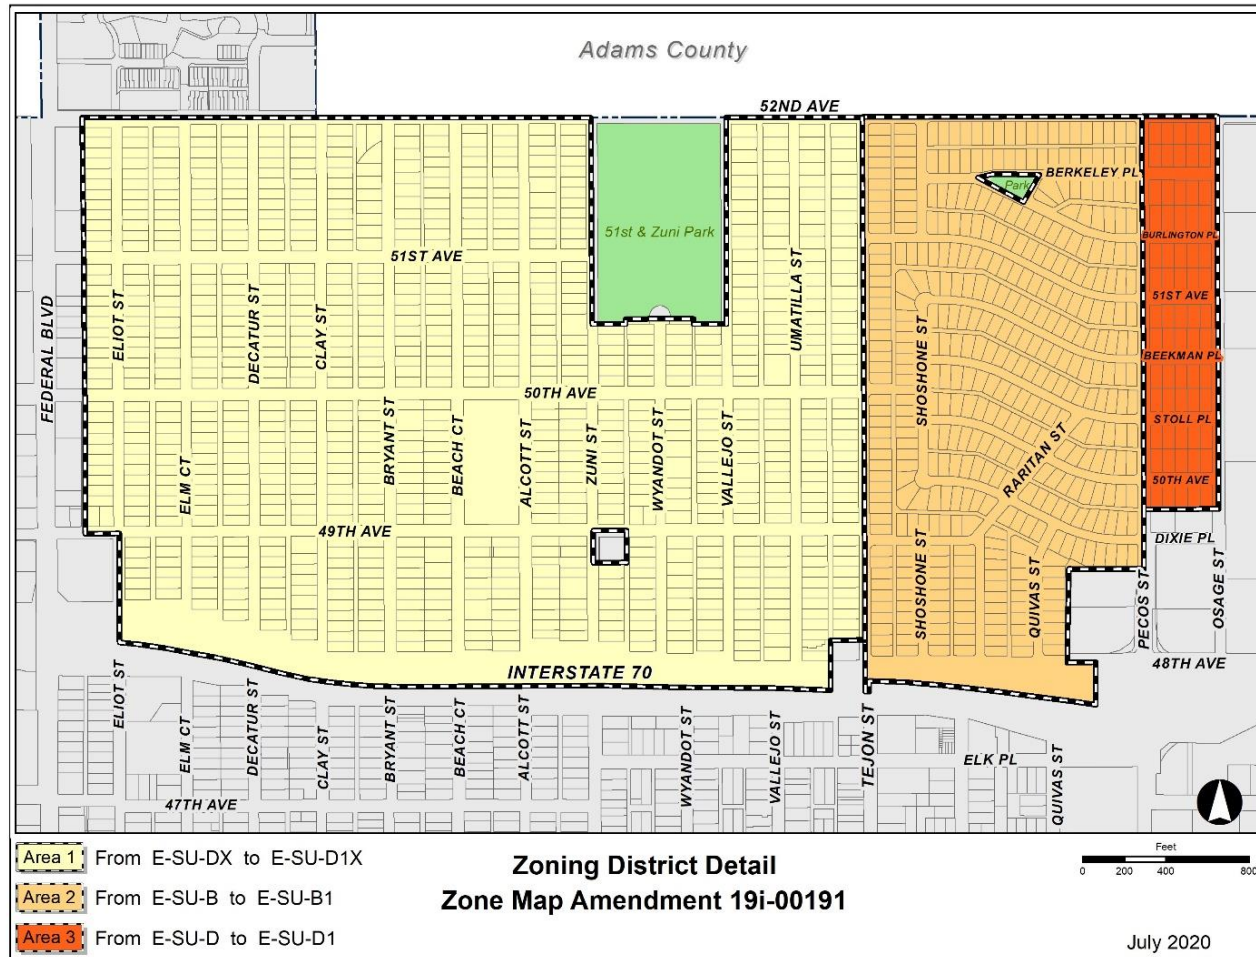 Adams County
52ND AVE
BERKELEY PL
Park
51st & Zuni Park
BURLINGTON PL
51ST AVE
51ST AVE
UMATILLA ST
ELIOT ST
DECATUR ST
CLAY ST
FEDERAL BLVD
SHOSHONE ST
BEEKMAN PL
50TH AVE
STOLL PL
BRYANT ST
BEACH CT
ALCOTT ST
ZUNI ST
WYANDOT ST
VALLEJO ST
RARITAN ST
ELM CT
50TH AVE
49TH AVE
DIXIE PL
SHOSHONE ST
QUIVAS ST
PECOS ST
OSAGE ST
48TH AVE
INTERSTATE 70
ELIOT ST
ELM CT
DECATUR ST
CLAY ST
BRYANT ST
BEACH CT
ALCOTT ST
WYANDOT ST
VALLEJO ST
TEJON ST
ELK PL
QUIVAS ST
47TH AVE
Area 1 From E-SU-DX to E-SU-D1X
Area 2 From E-SU-B to E-SU-B1
Area 3 From E-SU-D to E-SU-D1
Zoning District Detail
Zone Map Amendment 19i-00191
Feet
0 200 400 800
July 2020